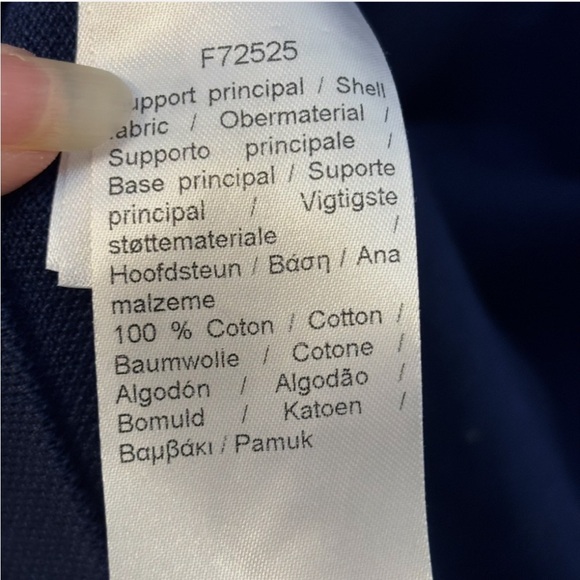 F72525
upport principal / Shell
abric / Obermaterial /
Supporto principale /
Base principal / Suporte
principal / Vigtigste
støttemateriale /
Hoofdsteun / Βάση / Ana
malzeme
100 % Coton / Cotton /
Baumwolle / Cotone /
Algodón / Algodão /
Bomuld / Katoen /
Βαμβάκι / Pamuk